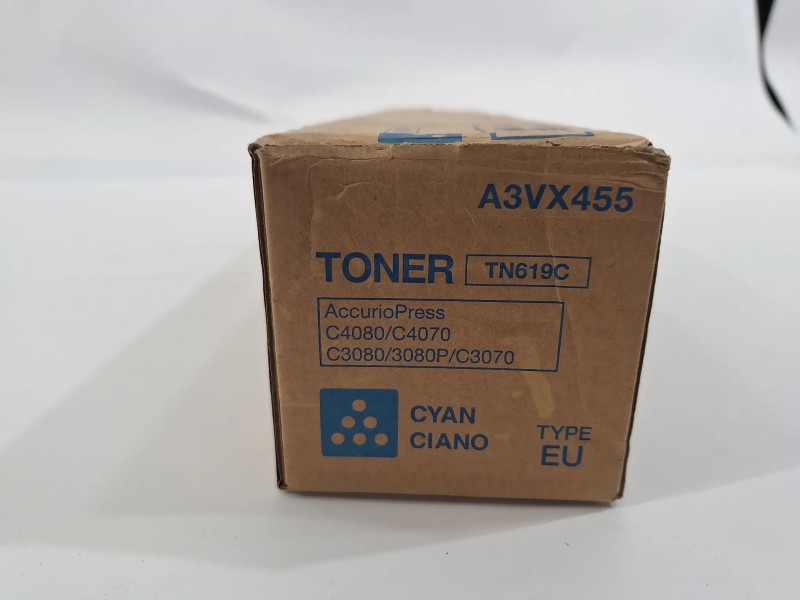 A3VX455
TONER TN619C
AccurioPress
C4080/C4070
C3080/3080P/C3070
CYAN
CIANO
TYPE
EU